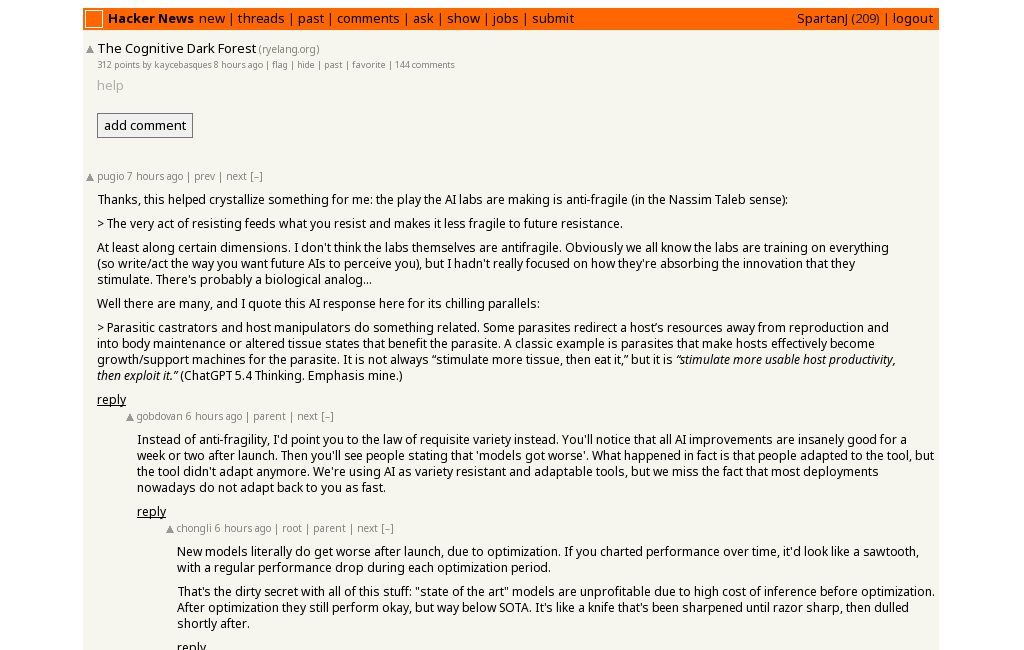 Hacker News new | threads | past | comments | ask | show | jobs | submit SpartanJ (209) | logout
The Cognitive Dark Forest (ryelang.org)
312 points by kaycebasques 8 hours ago | flag | hide | past | favorite | 144 comments
help
add comment
pugio 7 hours ago | prev | next [–]
Thanks, this helped crystallize something for me: the play the AI labs are making is anti-fragile (in the Nassim Taleb sense):
> The very act of resisting feeds what you resist and makes it less fragile to future resistance.
At least along certain dimensions. I don't think the labs themselves are antifragile. Obviously we all know the labs are training on everything
(so write/act the way you want future AIs to perceive you), but I hadn't really focused on how they're absorbing the innovation that they
stimulate. There's probably a biological analog...
Well there are many, and I quote this AI response here for its chilling parallels:
> Parasitic castrators and host manipulators do something related. Some parasites redirect a host’s resources away from reproduction and
into body maintenance or altered tissue states that benefit the parasite. A classic example is parasites that make hosts effectively become
growth/support machines for the parasite. It is not always “stimulate more tissue, then eat it,” but it is “stimulate more usable host productivity,
then exploit it.” (ChatGPT 5.4 Thinking. Emphasis mine.)
reply
gobdovan 6 hours ago | parent | next [–]
Instead of anti-fragility, I'd point you to the law of requisite variety instead. You'll notice that all AI improvements are insanely good for a
week or two after launch. Then you'll see people stating that 'models got worse'. What happened in fact is that people adapted to the tool, but
the tool didn't adapt anymore. We're using AI as variety resistant and adaptable tools, but we miss the fact that most deployments
nowadays do not adapt back to you as fast.
reply
chongli 6 hours ago | root | parent | next [–]
New models literally do get worse after launch, due to optimization. If you charted performance over time, it'd look like a sawtooth,
with a regular performance drop during each optimization period.
That's the dirty secret with all of this stuff: "state of the art" models are unprofitable due to high cost of inference before optimization.
After optimization they still perform okay, but way below SOTA. It's like a knife that's been sharpened until razor sharp, then dulled
shortly after.
reply